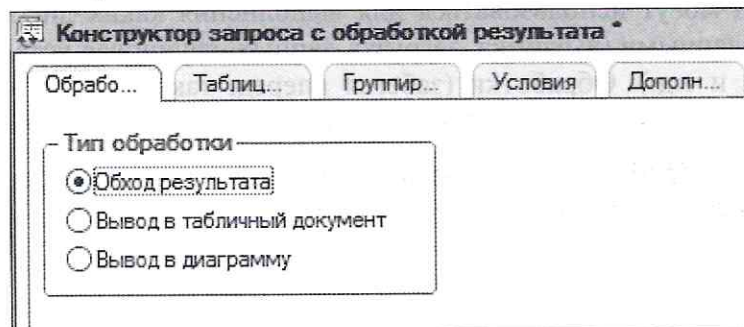 Конструктор запроса с обработкой результата *
Обрабо... Таблиц... Группир... Условия Дополн...
Тип обработки
Обход результата
Вывод в табличный документ
Вывод в диаграмму